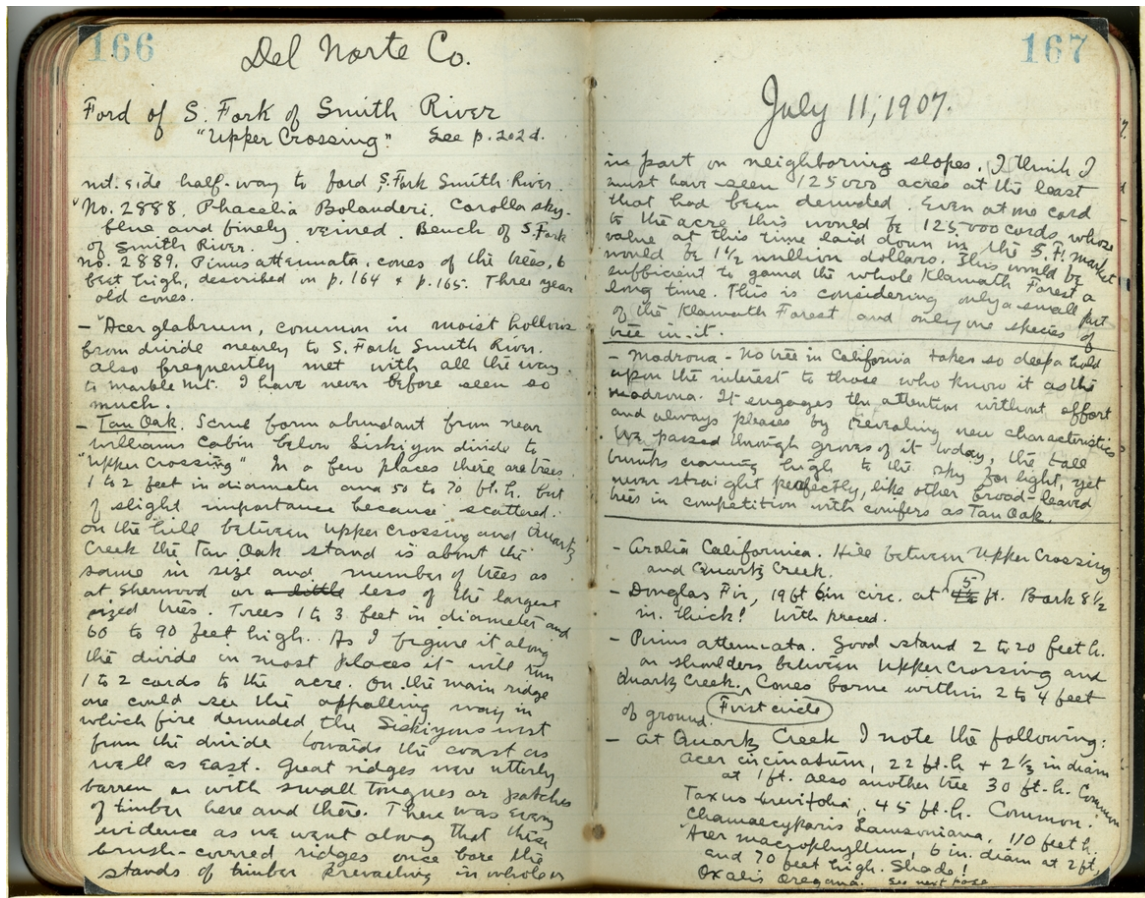 166
Del Norte Co.
Ford of S. Fork of Smith River
"Upper Crossing." See p. 202d.
mt. side half-way to ford S. Fork Smith River.
No. 2888. Phacelia Bolanderi. Corolla sky-
blue and finely veined. Bench of S. Fork
of Smith River.
No. 2889. Pinus attenuata, cones of the trees, 6
feet high, described on p. 164 & p. 165. Three year
old cones.
— Acer glabrum, common in moist hollows
from divide nearly to S. Fork Smith River.
also frequently met with all the way
to Marble Mt. I have never before seen so
much.
— Tan Oak. Scrub form abundant from near
Williams Cabin below Siskiyou divide to
"Upper Crossing". In a few places there are trees
1 to 2 feet in diameter and 50 to 70 ft. h. but
of slight importance because scattered.
On the hill between Upper Crossing and Quartz
Creek the Tan Oak stand is about the
same in size and number of trees as
at Sherwood or a little less of the largest
sized trees. Trees 1 to 3 feet in diameter and
60 to 90 feet high. As I figure it along
the divide in most places it will run
1 to 2 cords to the acre. On the main ridge
one could see the appalling way in
which fire denuded the Siskiyous west
from the divide towards the coast as
well as east. Great ridges were utterly
barren or with small tongues or patches
of timber here and there. There was every
evidence as we went along that these
brush-covered ridges once bore the
stands of timber prevailing in whole or
167
July 11, 1907.
in part on neighboring slopes. I think I
must have seen 125000 acres at the least
that had been denuded. Even at one cord
to the acre this would be 125,000 cords, whose
value at this time laid down in the S.F. market
would be 1½ million dollars. This would be
sufficient to guard the whole Klamath Forest a
long time. This is considering only a small part
of the Klamath Forest and only one species of
tree in it.
— Madrona - No tree in California takes so deep a hold
upon the interest to those who know it as the
madrona. It engages the attention without effort
and always pleases by revealing new characteristics
We passed through groves of it today, the tall
trunks coming high to the sky for light, yet
never straight perfectly, like other broad-leaved
trees in competition with conifers as Tan Oak.
— Aralia Californica. Hill between Upper Crossing
and Quartz Creek.
— Douglas Fir, 19 ft 6 in circ. at 5 ft. Bark 8½
in. thick! With preced.
— Pinus attenuata. Good stand 2 to 20 feet h.
on shoulders between Upper Crossing and
Quartz Creek. Cones borne within 2 to 4 feet
of ground. First circle
— At Quartz Creek I note the following:
Acer circinatum, 22 ft. h & 2⅓ in diam
at 1 ft. also another tree 30 ft. h. Common
Taxus brevifolia, 45 ft. h. Common.
Chamaecyparis Lawsoniana, 110 feet h.
Acer macrophyllum, 6 in. diam at 2 ft,
and 70 feet high. Shade!
Oxalis Oregana. See next page